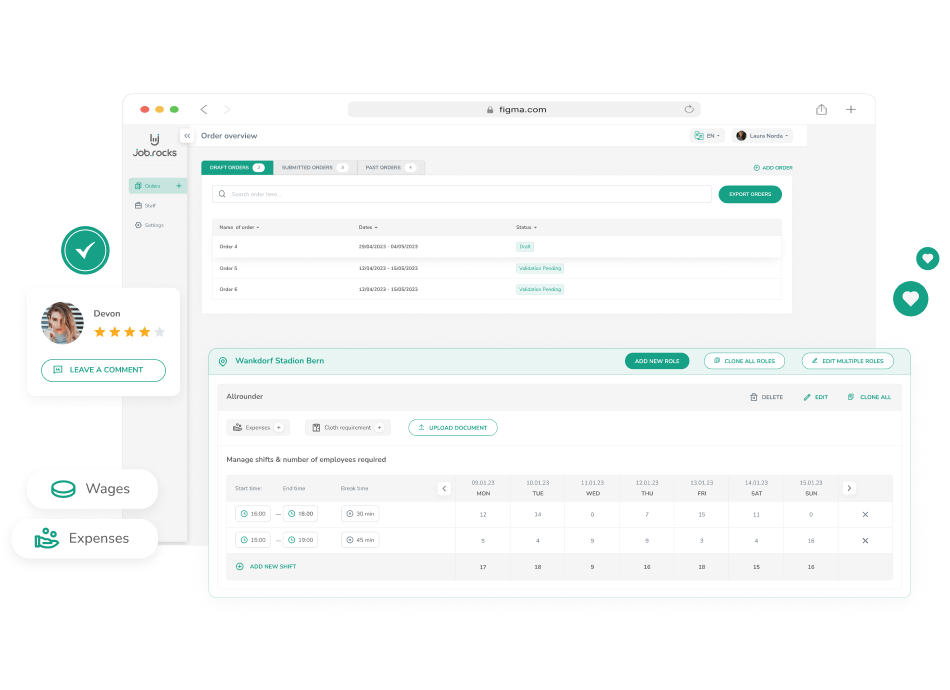 figma.com
Job.rocks
Order overview
EN
Laura Norda
Orders
Staff
Settings
DRAFT ORDERS
SUBMITTED ORDERS 3
PAST ORDERS 4
ADD ORDER
Search order here...
EXPORT ORDERS
Name of order Dates Status
Order 4 29/04/2023 - 04/05/2023 Draft
Order 5 12/04/2023 - 15/05/2023 Validation Pending
Order 6 12/04/2023 - 15/05/2023 Validation Pending
Devon
LEAVE A COMMENT
Wages
Expenses
Wankdorf Stadion Bern
ADD NEW ROLE
CLONE ALL ROLES
EDIT MULTIPLE ROLES
Allrounder
DELETE
EDIT
CLONE ALL
Expenses +
Cloth requirement +
UPLOAD DOCUMENT
Manage shifts & number of employees required
Start time: End time Break time
09.01.23 10.01.23 11.01.23 12.01.23 13.01.23 14.01.23 15.01.23
MON TUE WED THU FRI SAT SUN
16:00 — 18:00 30 min 12 14 0 7 15 11 0
15:00 — 19:00 45 min 5 4 9 9 3 4 16
ADD NEW SHIFT 17 18 9 16 18 15 16